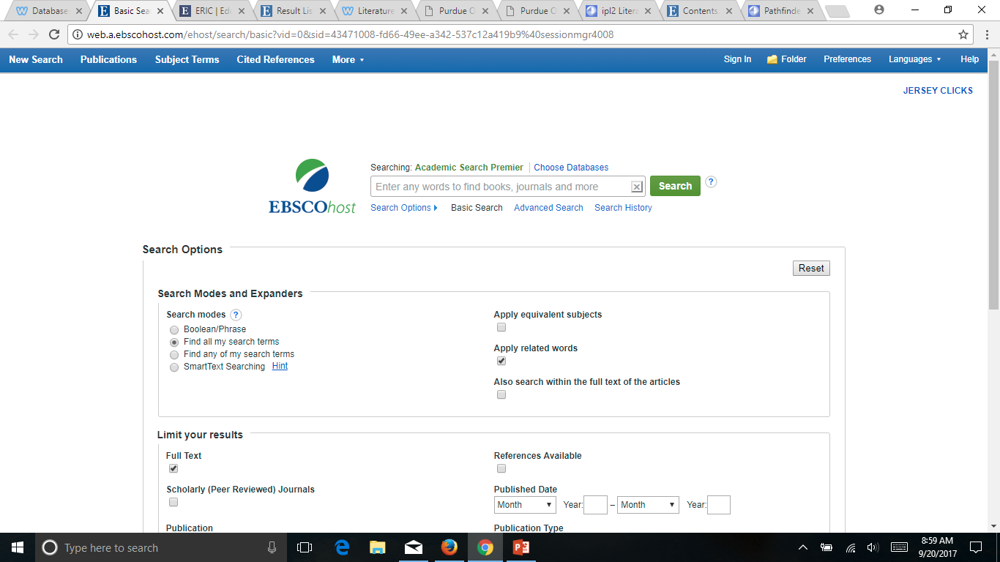 Database
Basic Sea
ERIC | Edu
Result Lis
Literature
Purdue O
Purdue O
ipl2 Litera
Contents
Pathfinde
web.a.ebscohost.com/ehost/search/basic?vid=0&sid=43471008-fd66-49ee-a342-537c12a419b9%40sessionmgr4008
New Search Publications Subject Terms Cited References More Sign In Folder Preferences Languages Help
JERSEY CLICKS
EBSCOhost
Searching: Academic Search Premier Choose Databases
Enter any words to find books, journals and more Search ?
Search Options Basic Search Advanced Search Search History
Search Options
Reset
Search Modes and Expanders
Search modes ?
Boolean/Phrase
Find all my search terms
Find any of my search terms
SmartText Searching Hint
Apply equivalent subjects
Apply related words
Also search within the full text of the articles
Limit your results
Full Text
References Available
Scholarly (Peer Reviewed) Journals
Published Date
Month Year: – Month Year:
Publication
Publication Type
Type here to search
8:59 AM
9/20/2017